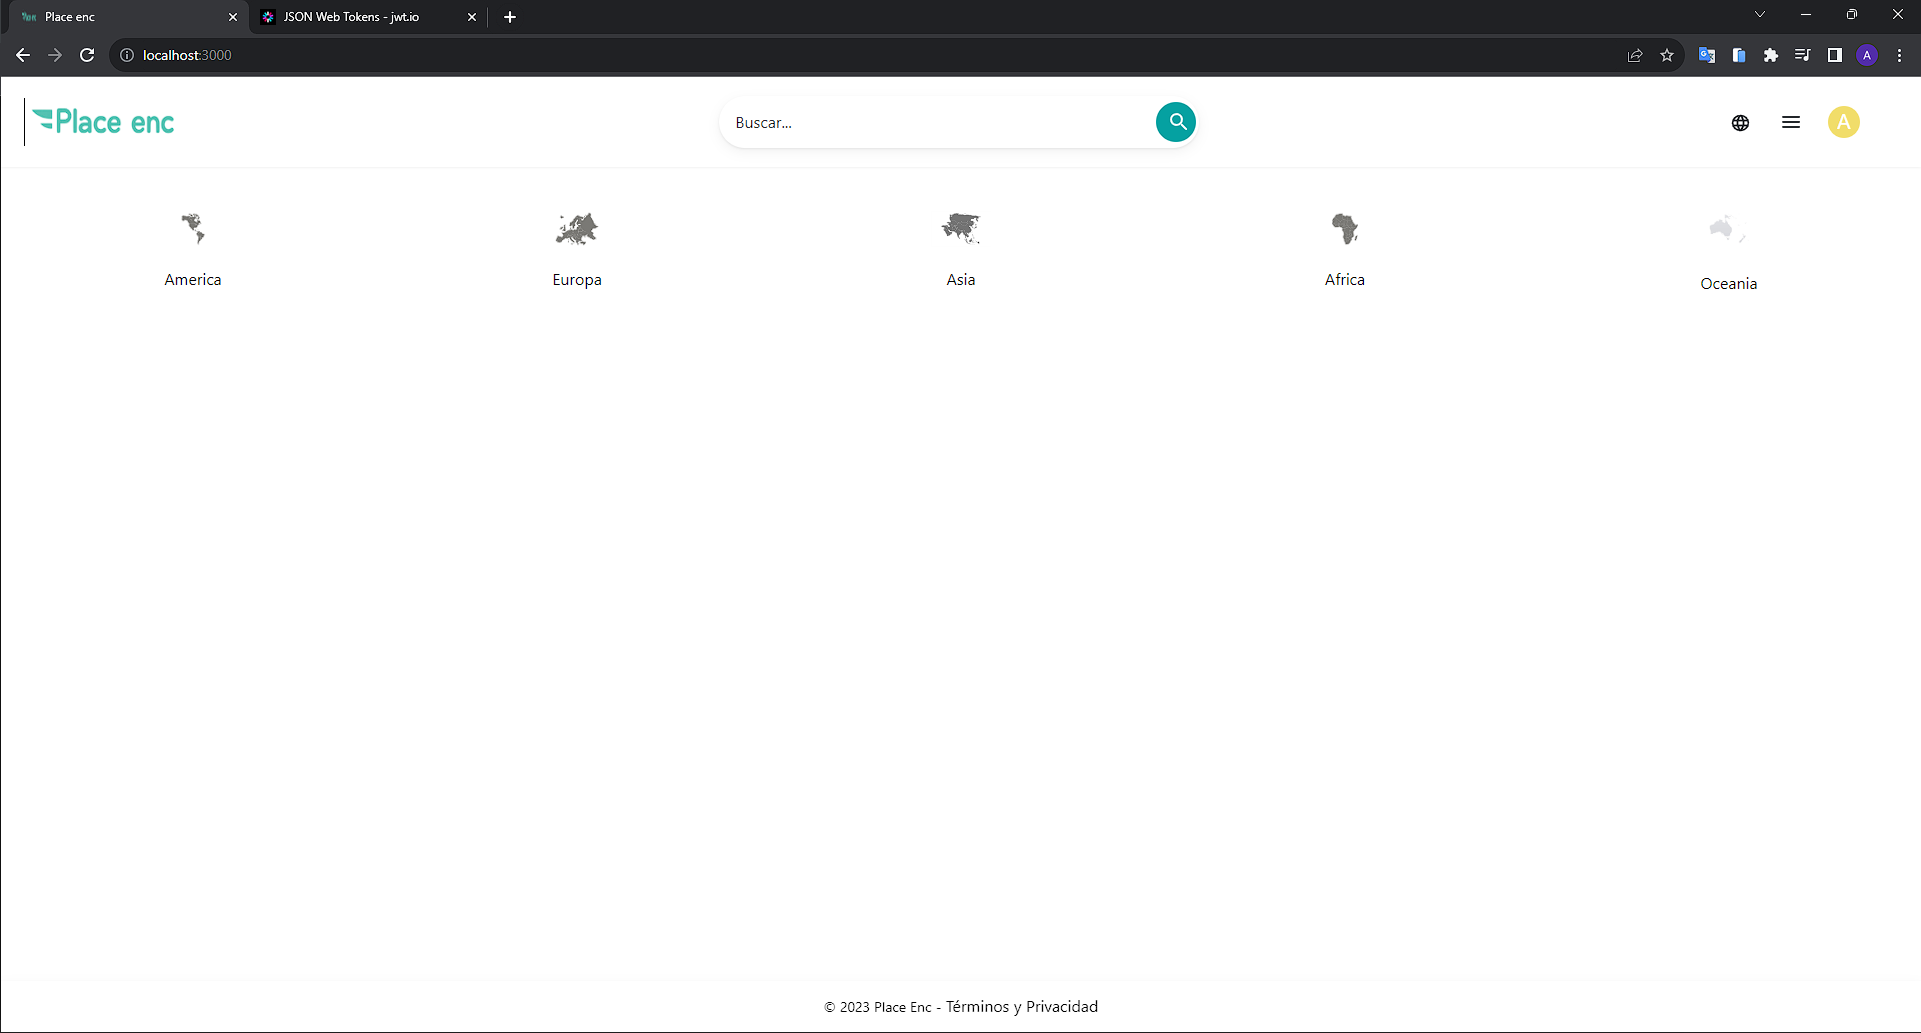 Place enc
JSON Web Tokens - jwt.io
localhost:3000
A
Place enc
Buscar...
A
America
Europa
Asia
Africa
Oceania
© 2023 Place Enc - Términos y Privacidad